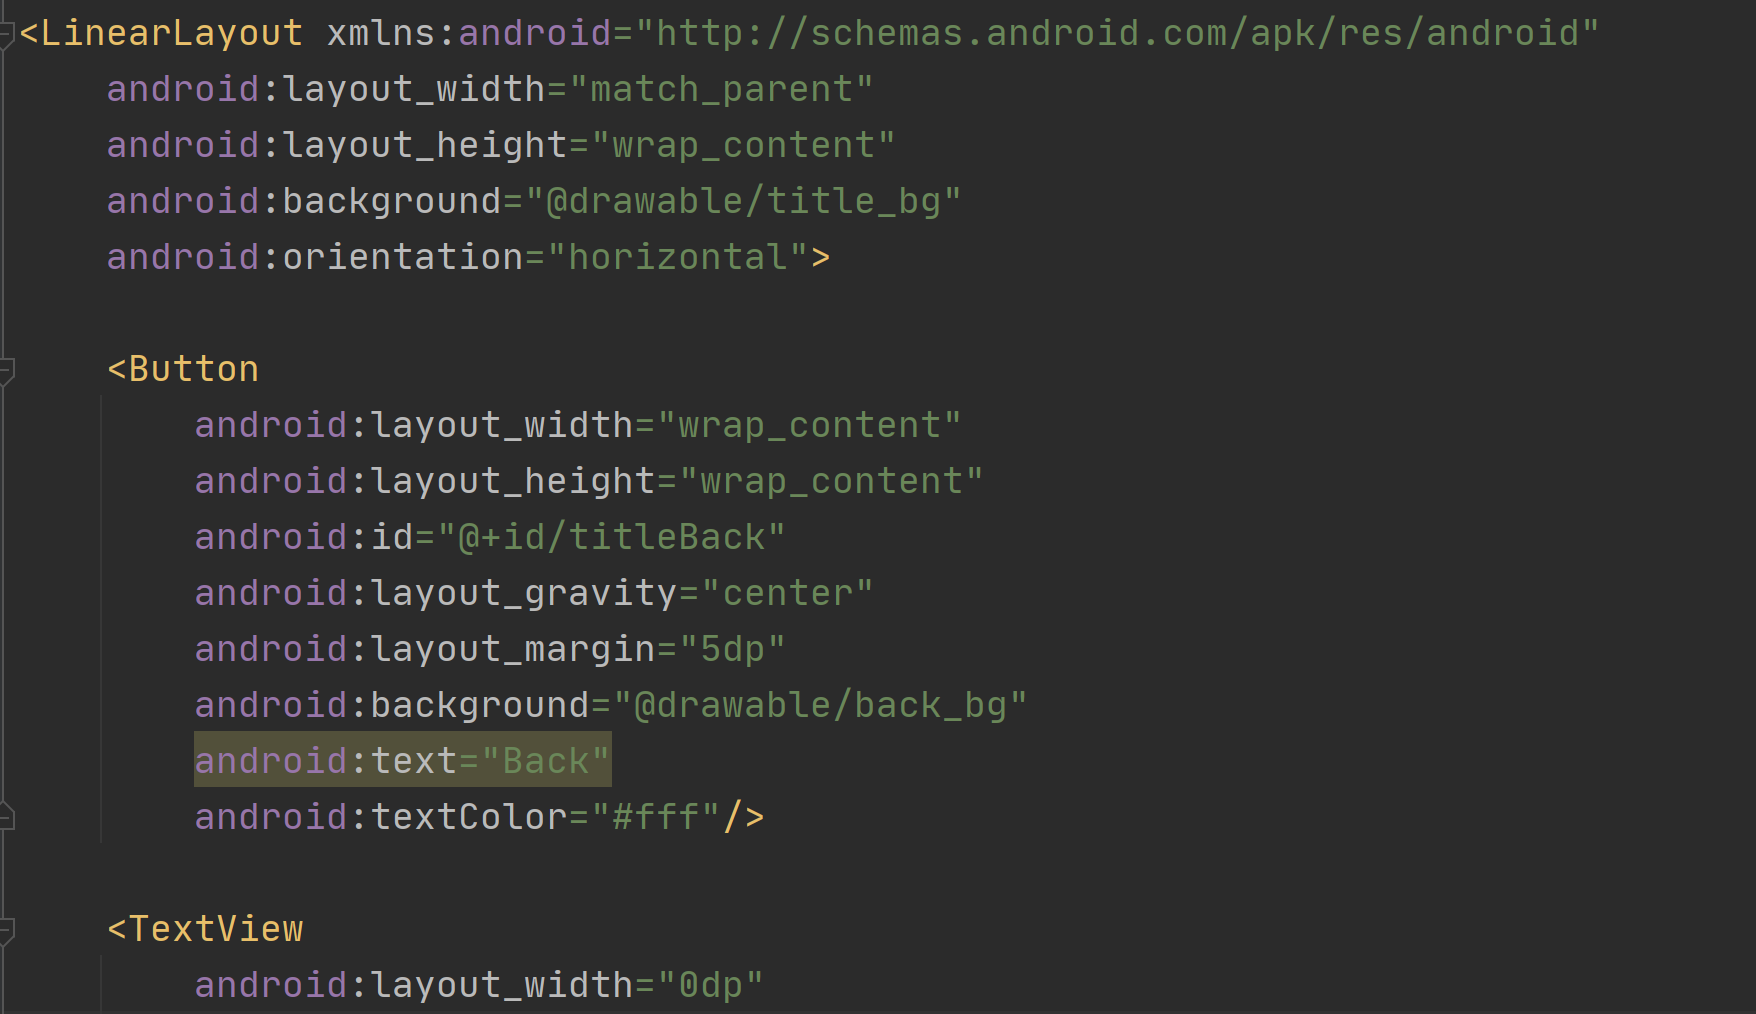 <LinearLayout xmlns:android="http://schemas.android.com/apk/res/android"
    android:layout_width="match_parent"
    android:layout_height="wrap_content"
    android:background="@drawable/title_bg"
    android:orientation="horizontal">

    <Button
        android:layout_width="wrap_content"
        android:layout_height="wrap_content"
        android:id="@+id/titleBack"
        android:layout_gravity="center"
        android:layout_margin="5dp"
        android:background="@drawable/back_bg"
        android:text="Back"
        android:textColor="#fff"/>

    <TextView
        android:layout_width="0dp"